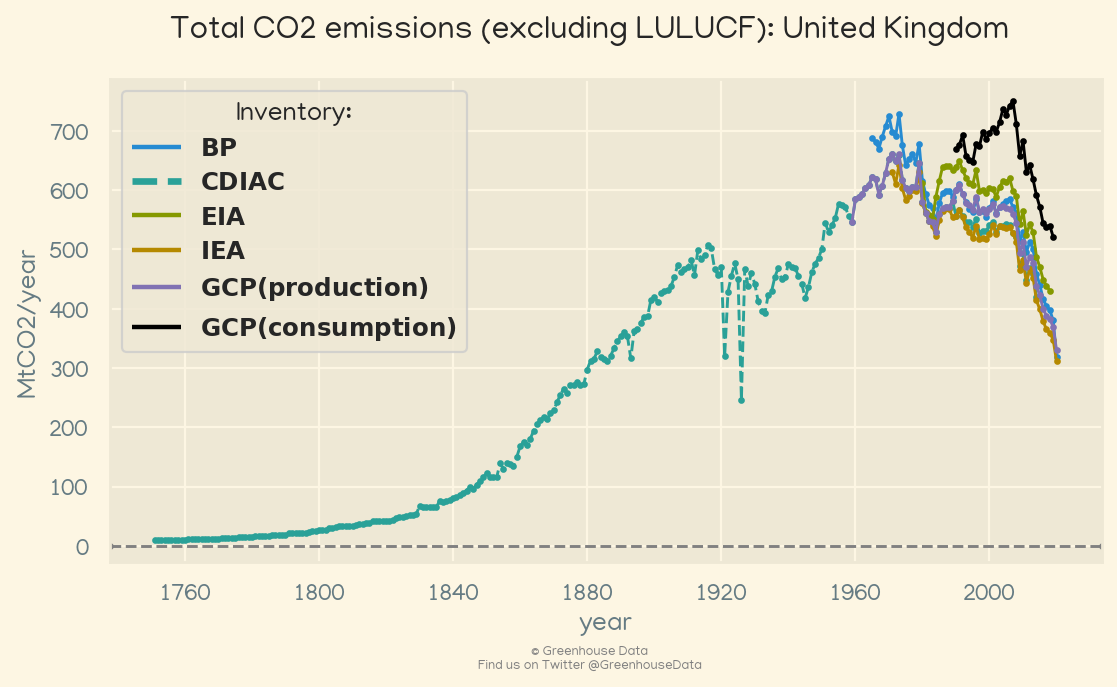 Total CO2 emissions (excluding LULUCF): United Kingdom
Inventory:
BP
CDIAC
EIA
IEA
GCP(production)
GCP(consumption)
MtCO2/year
700
600
500
400
300
200
100
0
1760 1800 1840 1880 1920 1960 2000
year
© Greenhouse Data
Find us on Twitter @GreenhouseData